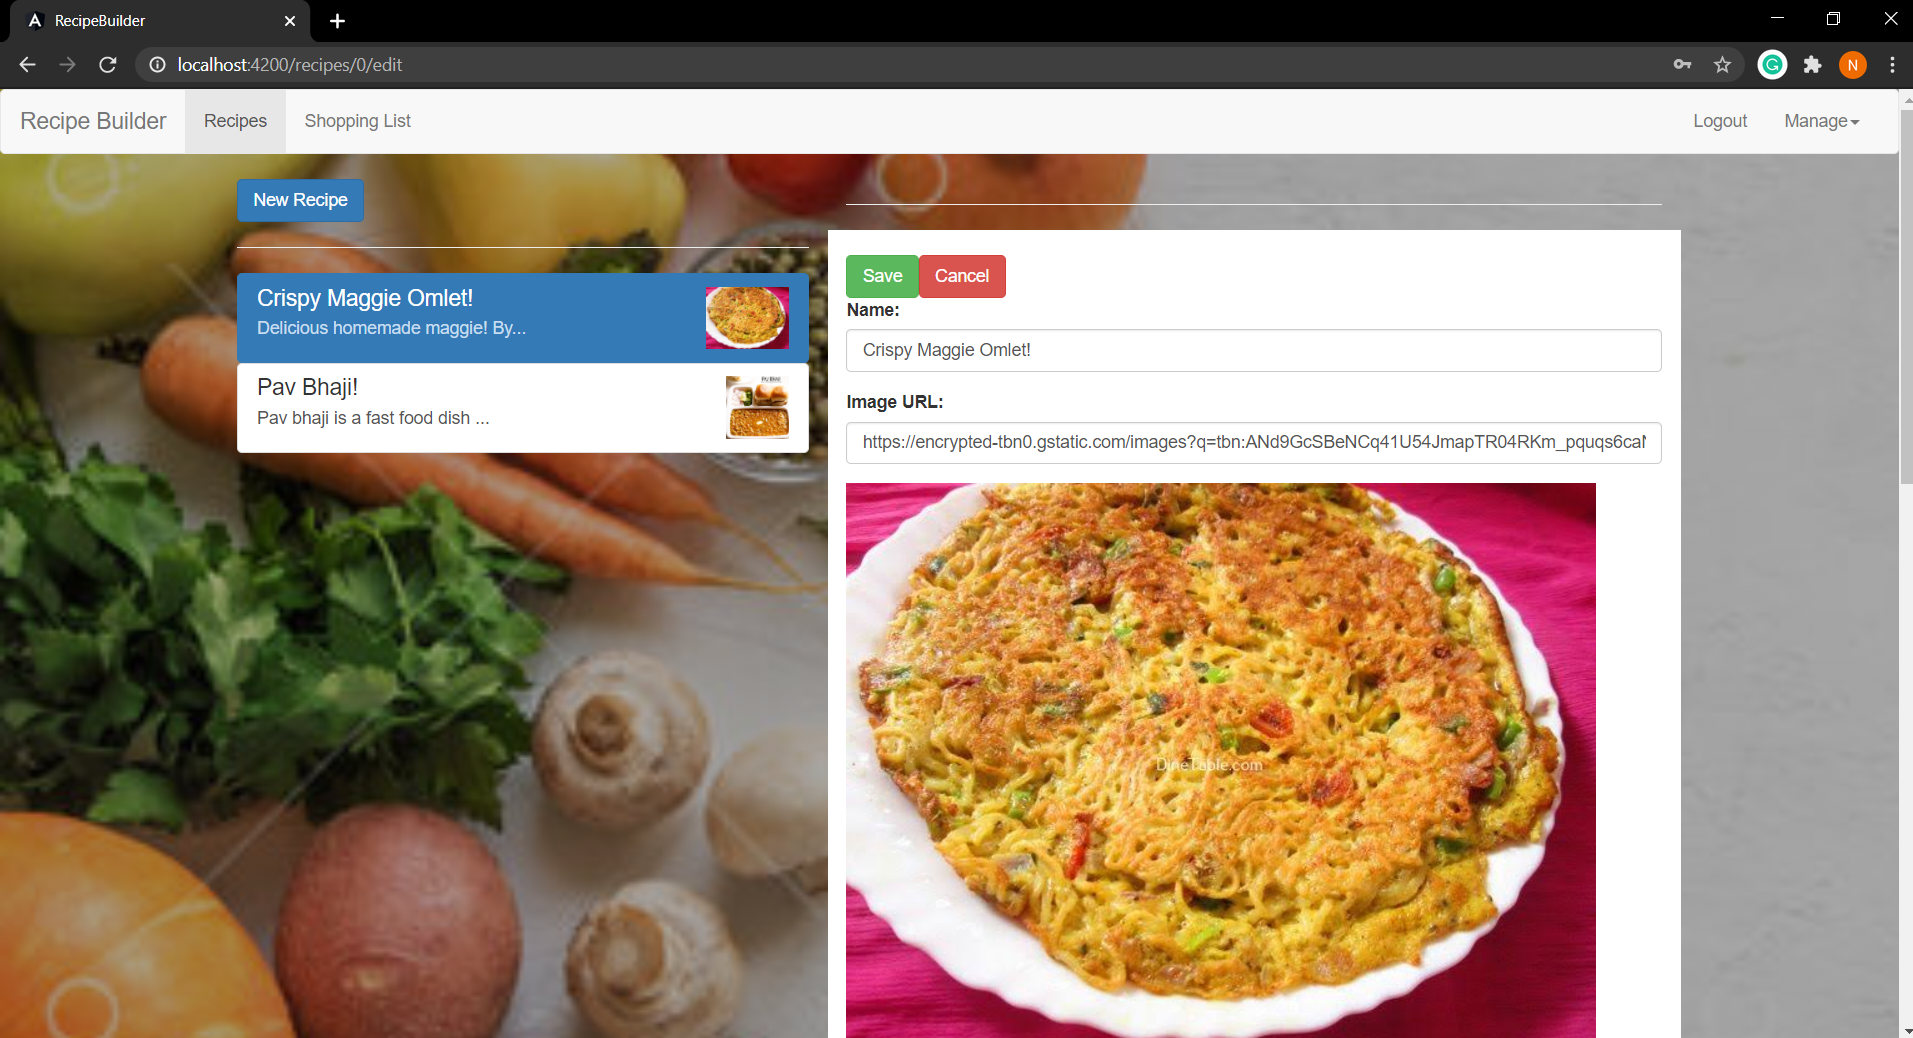 RecipeBuilder
localhost:4200/recipes/0/edit
N
Recipe Builder
Recipes
Shopping List
Logout
Manage
New Recipe
Crispy Maggie Omlet!
Delicious homemade maggie! By...
Pav Bhaji!
Pav bhaji is a fast food dish ...
Save
Cancel
Name:
Crispy Maggie Omlet!
Image URL:
https://encrypted-tbn0.gstatic.com/images?q=tbn:ANd9GcSBeNCq41U54JmapTR04RKm_pquqs6ca
DineTable.com